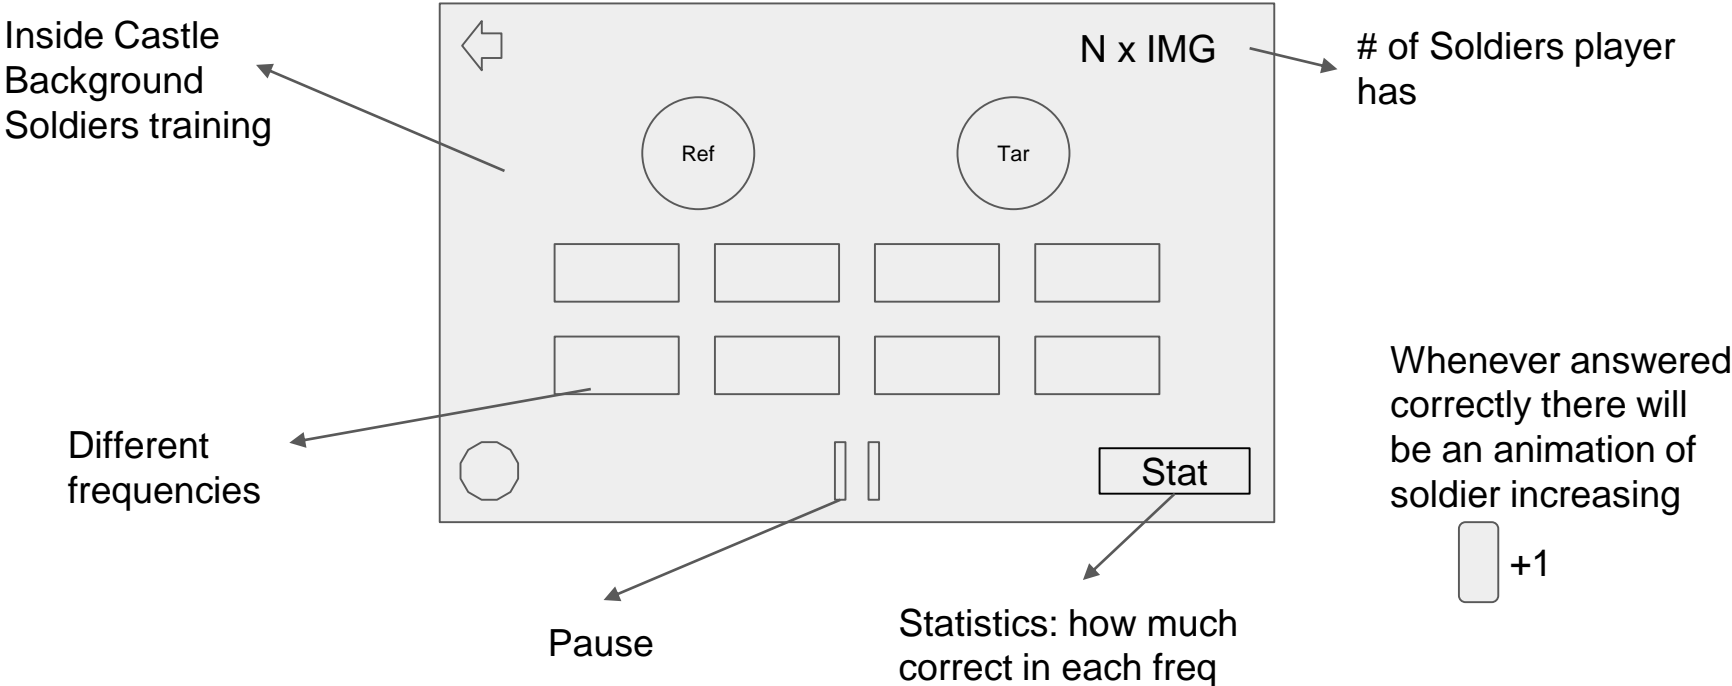 Inside Castle
Background
Soldiers training
N x IMG
# of Soldiers player
has
Ref
Tar
Different
frequencies
Stat
Whenever answered
correctly there will
be an animation of
soldier increasing
+1
Pause
Statistics: how much
correct in each freq